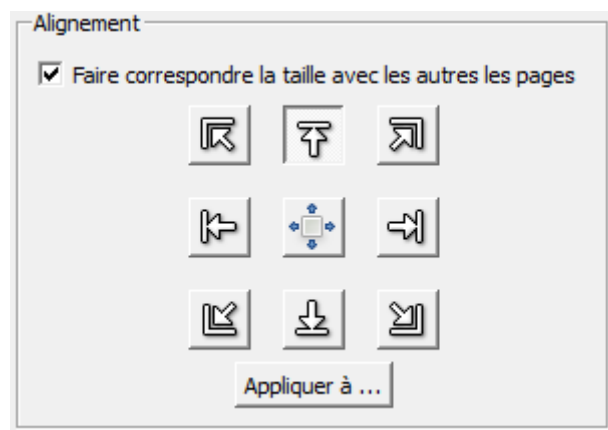 Alignement
Faire correspondre la taille avec les autres les pages
Appliquer à ...